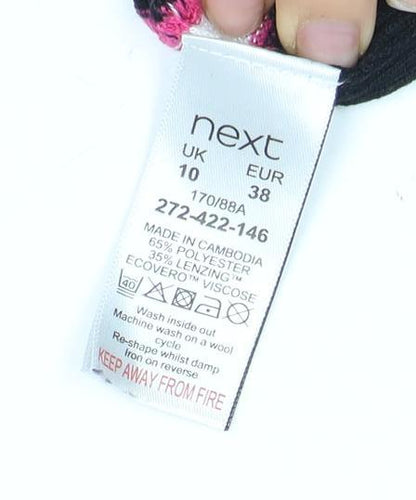 next
UK EUR
10 38
170/88A
272-422-146
MADE IN CAMBODIA
65% POLYESTER
35% LENZING™
ECOVERO™ VISCOSE
40
Wash inside out
Machine wash on a wool
cycle
Re-shape whilst damp
Iron on reverse
KEEP AWAY FROM FIRE